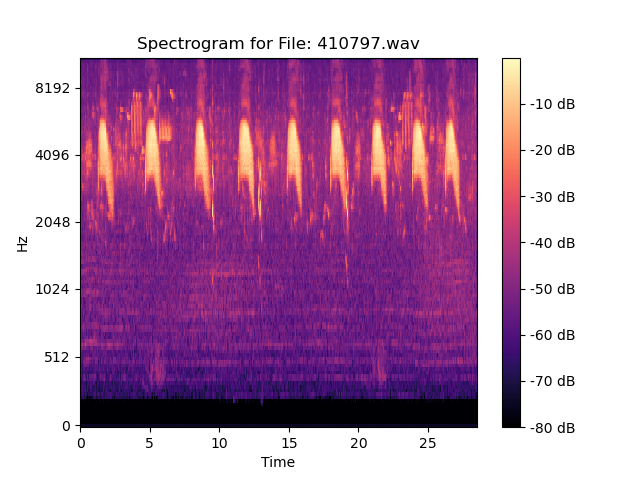 Spectrogram for File: 410797.wav
8192
4096
2048
1024
512
0
Hz
0 5 10 15 20 25
Time
-10 dB
-20 dB
-30 dB
-40 dB
-50 dB
-60 dB
-70 dB
-80 dB